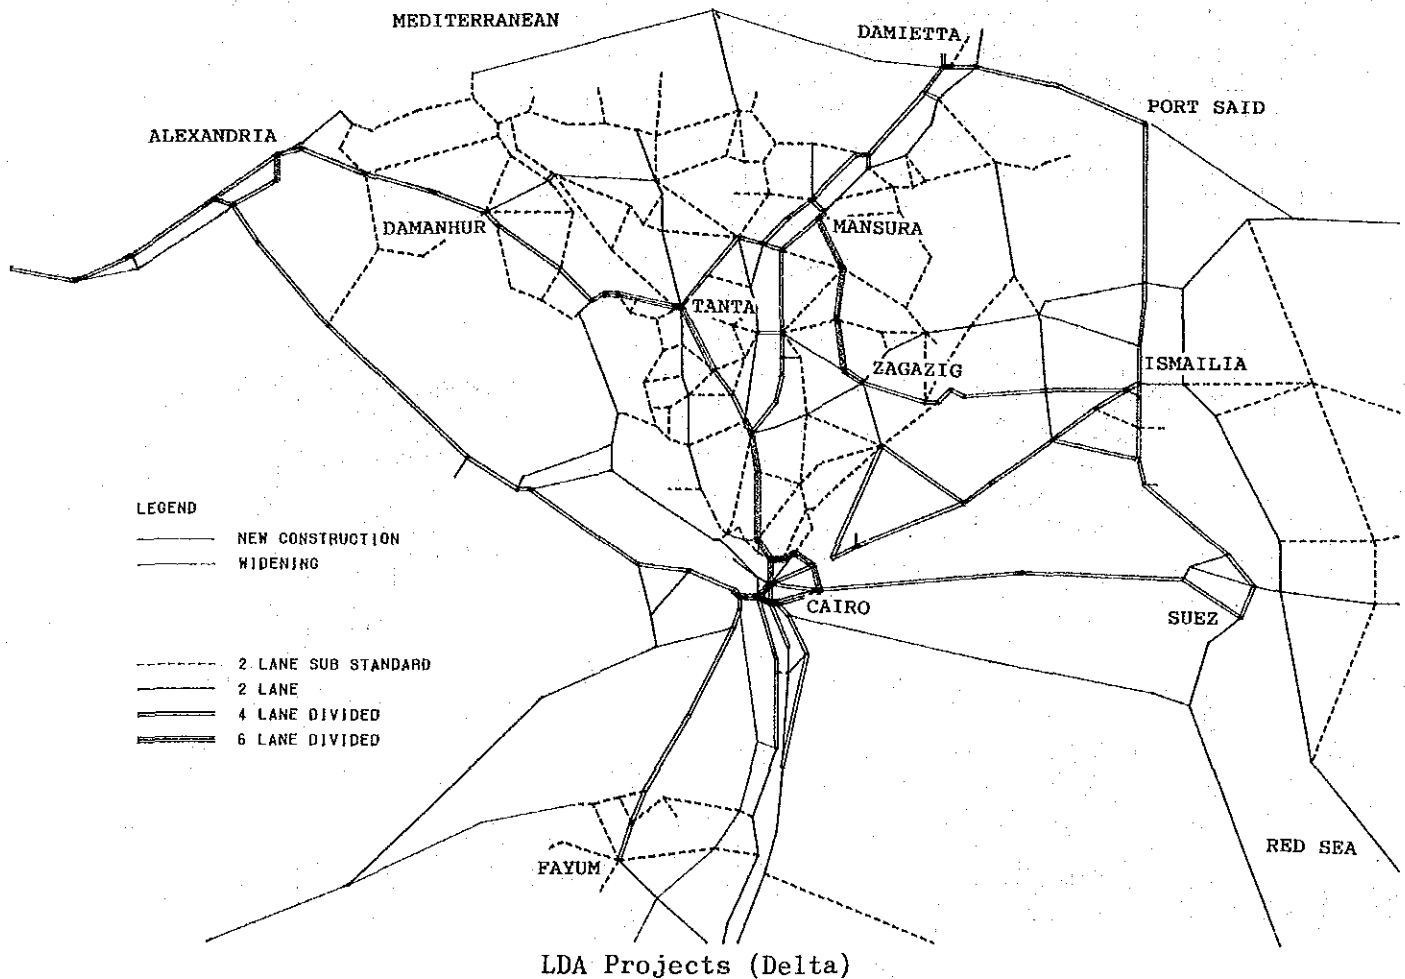 MEDITERRANEAN
DAMIETTA
PORT SAID
ALEXANDRIA
DAMANHUR
MANSURA
TANTA
ZAGAZIG
ISMAILIA
LEGEND
NEW CONSTRUCTION
WIDENING
CAIRO
SUEZ
2 LANE SUB STANDARD
2 LANE
4 LANE DIVIDED
6 LANE DIVIDED
RED SEA
FAYUM
LDA Projects (Delta)